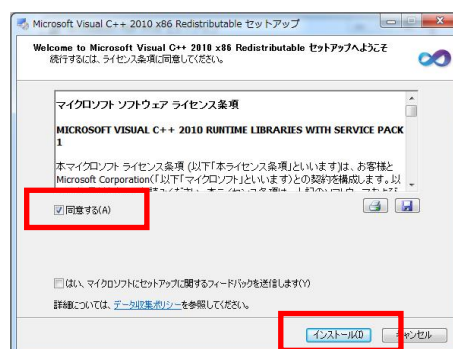 Microsoft Visual C++ 2010 x86 Redistributable セットアップ
Welcome to Microsoft Visual C++ 2010 x86 Redistributable セットアップへようこそ
続行するには、ライセンス条項に同意してください。
マイクロソフト ソフトウェア ライセンス条項
MICROSOFT VISUAL C++ 2010 RUNTIME LIBRARIES WITH SERVICE PACK
1
本マイクロソフト ライセンス条項 (以下「本ライセンス条項」といいます)は、お客様と
Microsoft Corporation(「以下「マイクロソフト」といいます)との契約を構成します。以
同意する(A)
はい、マイクロソフトにセットアップに関するフィードバックを送信します(Y)
詳細については、データ収集ポリシーを参照してください。
インストール(I) キャンセル